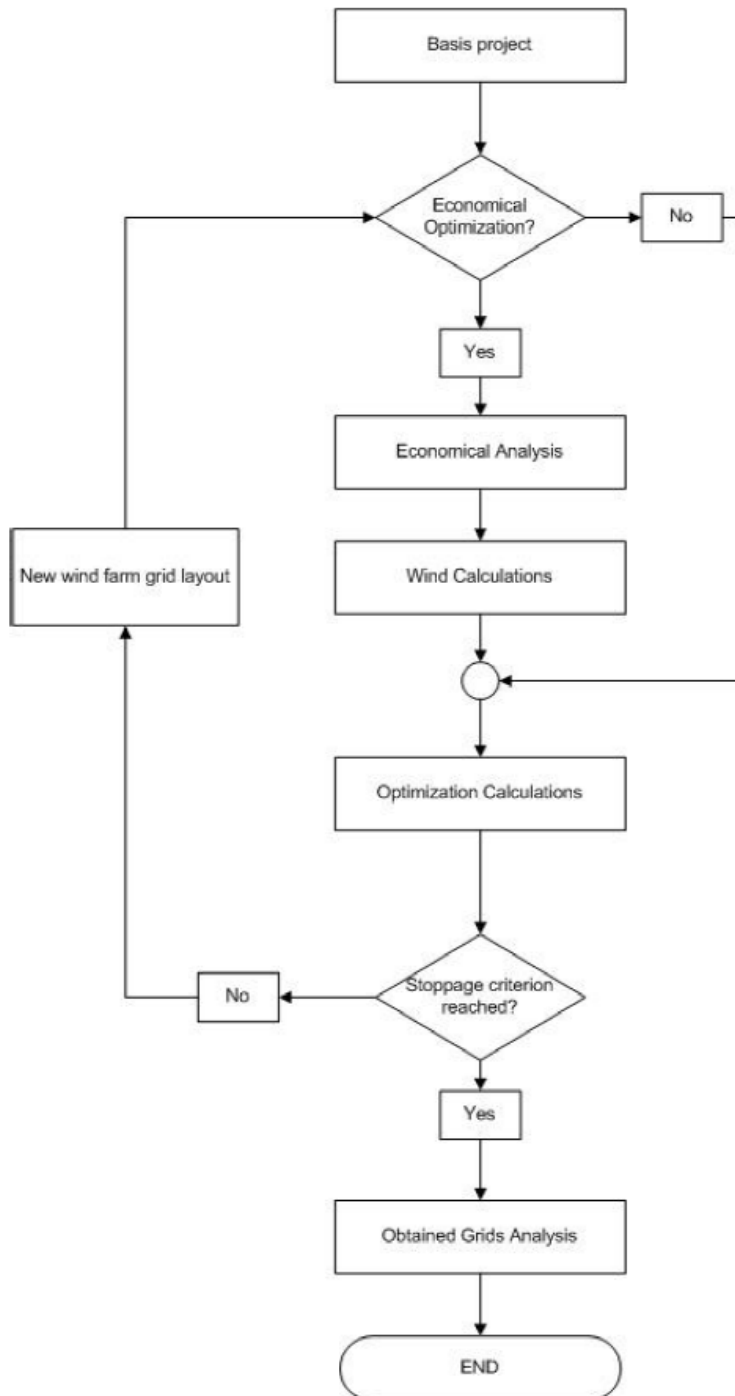 Basis project
Economical
Optimization?
No
Yes
Economical Analysis
New wind farm grid layout
Wind Calculations
Optimization Calculations
No
Stoppage criterion
reached?
Yes
Obtained Grids Analysis
END